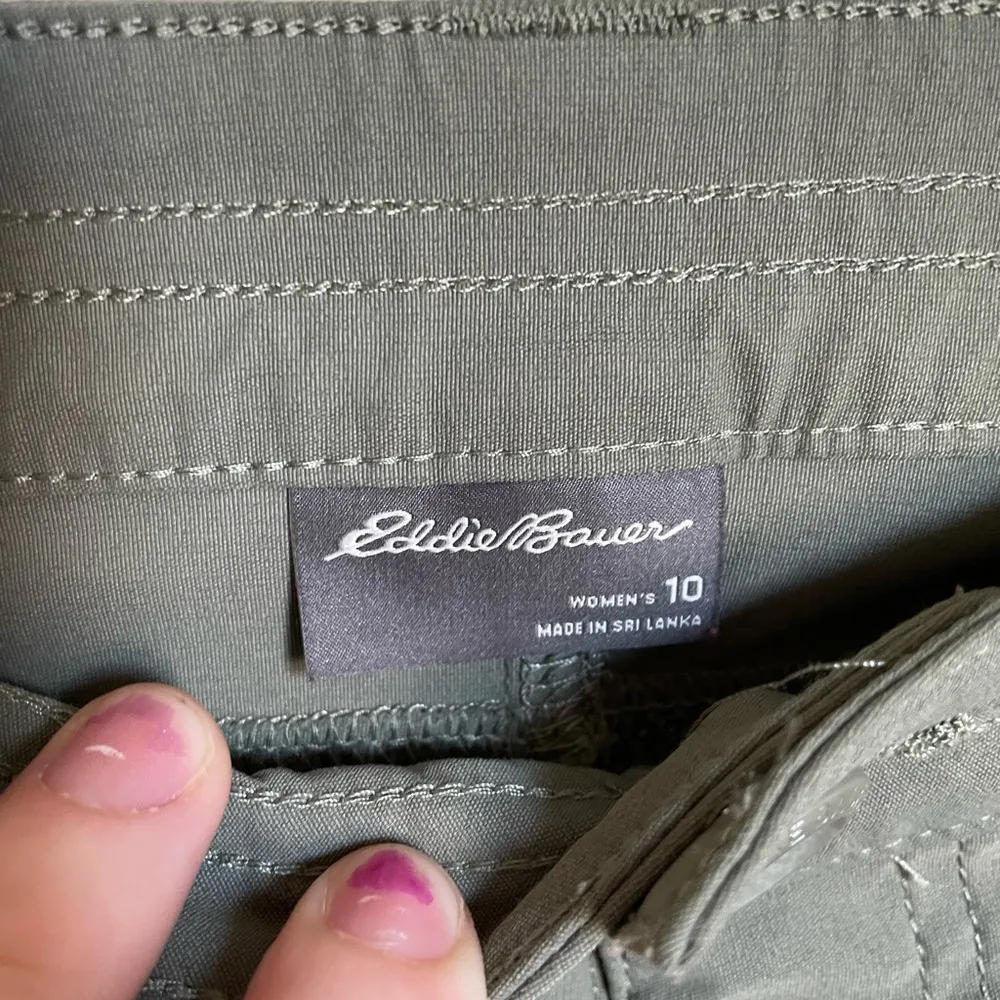 Eddie Bauer
WOMEN'S 10
MADE IN SRI LANKA